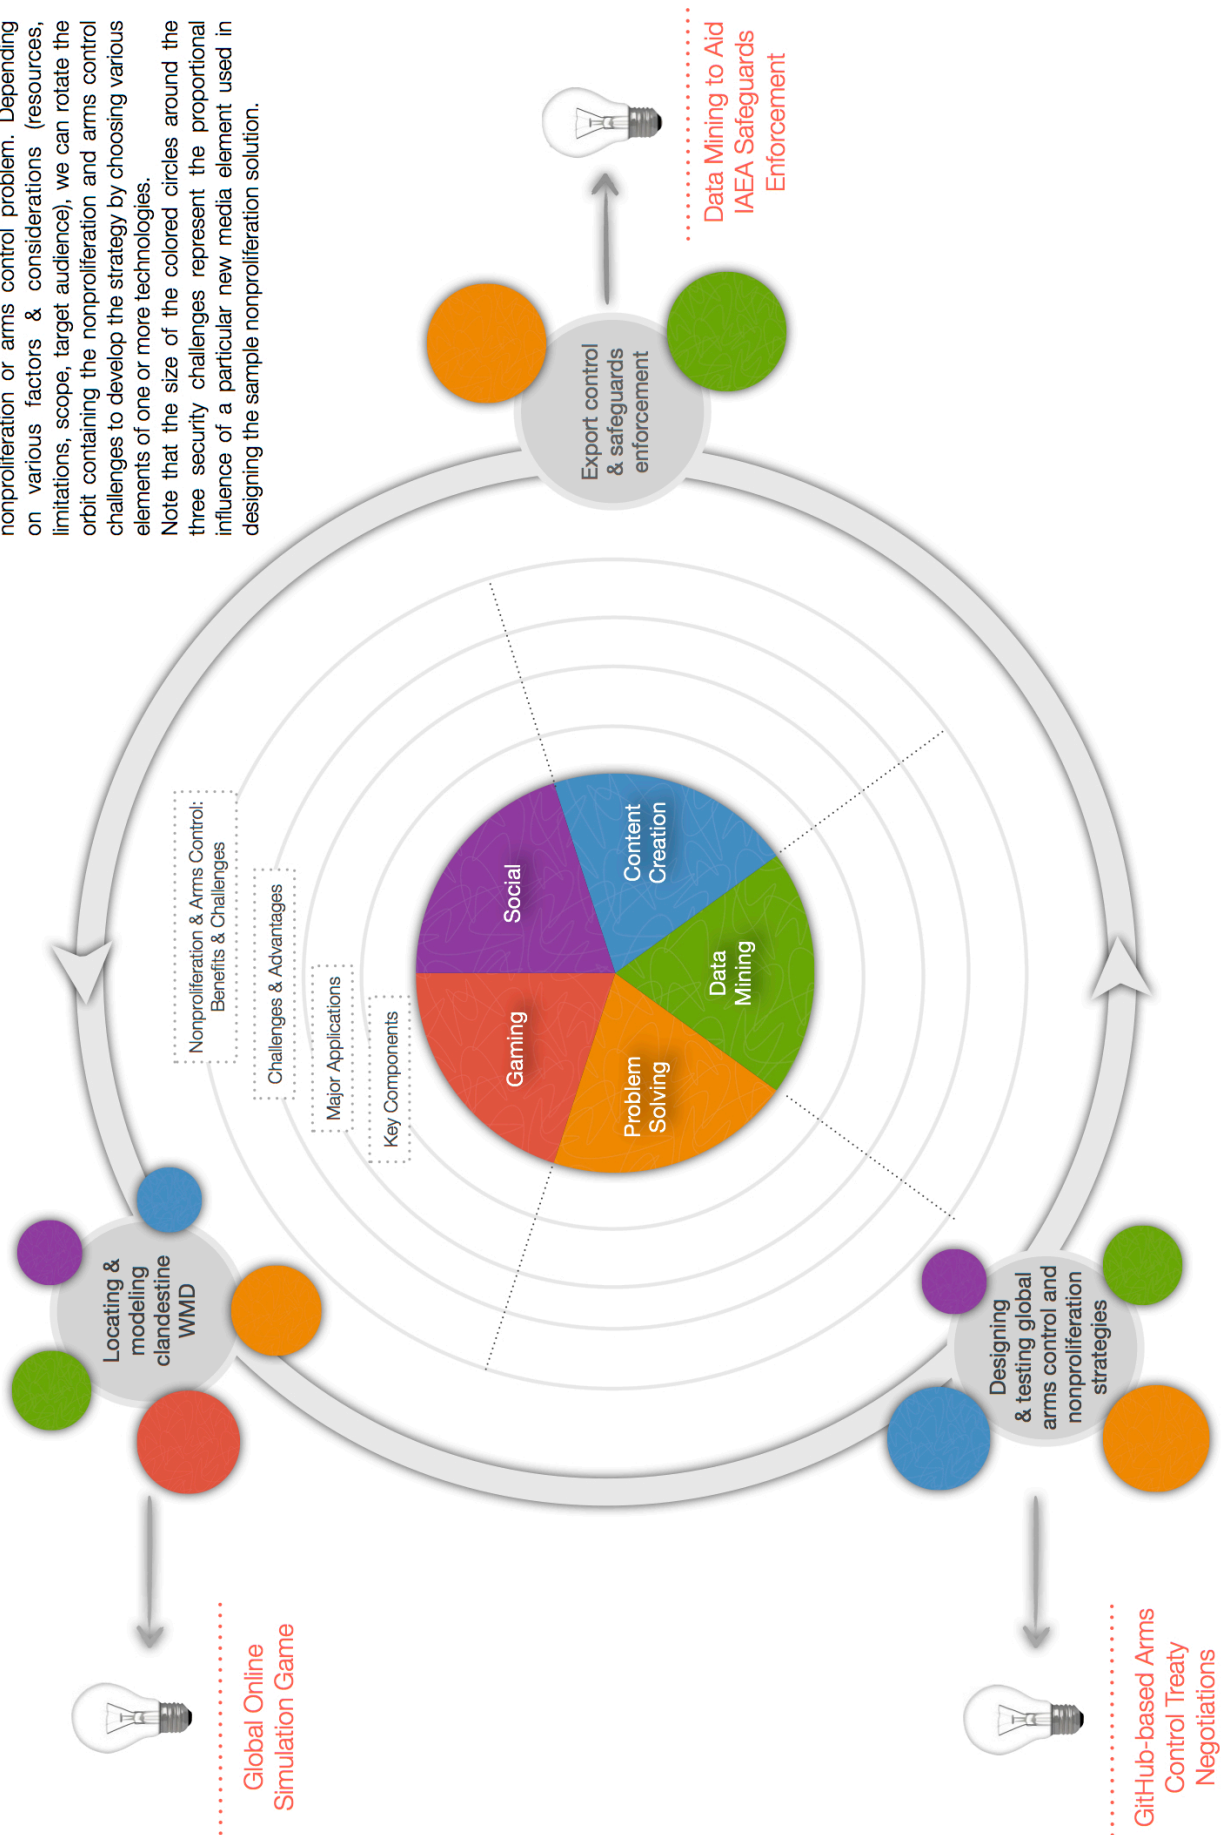 nonproliferation or arms control problem. Depending
on various factors & considerations (resources,
limitations, scope, target audience), we can rotate the
orbit containing the nonproliferation and arms control
challenges to develop the strategy by choosing various
elements of one or more technologies.
Note that the size of the colored circles around the
three security challenges represent the proportional
influence of a particular new media element used in
designing the sample nonproliferation solution.
Global Online
Simulation Game
Locating &
modeling
clandestine
WMD
Nonproliferation & Arms Control:
Benefits & Challenges
Challenges & Advantages
Major Applications
Key Components
Gaming
Social
Problem
Solving
Content
Creation
Data
Mining
Export control
& safeguards
enforcement
Data Mining to Aid
IAEA Safeguards
Enforcement
Designing
& testing global
arms control and
nonproliferation
strategies
GitHub-based Arms
Control Treaty
Negotiations